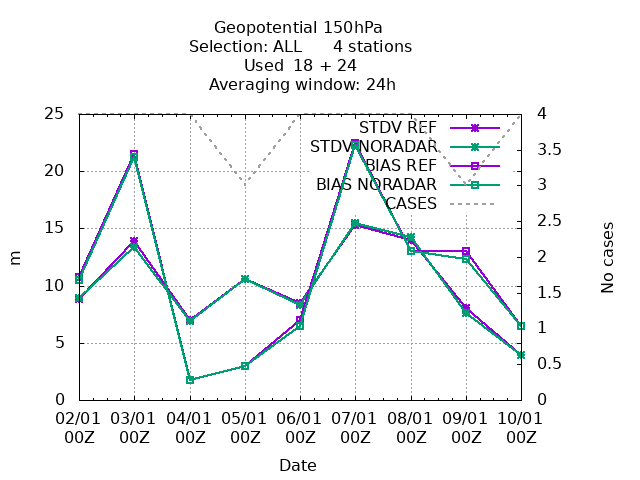 Geopotential 150hPa
Selection: ALL 4 stations
Used 18 + 24
Averaging window: 24h
25
20
15
10
5
0
m
4
3.5
3
2.5
2
1.5
1
0.5
0
No cases
STDV REF
STDV NORADAR
BIAS REF
BIAS NORADAR
CASES
02/01 03/01 04/01 05/01 06/01 07/01 08/01 09/01 10/01
00Z 00Z 00Z 00Z 00Z 00Z 00Z 00Z 00Z
Date